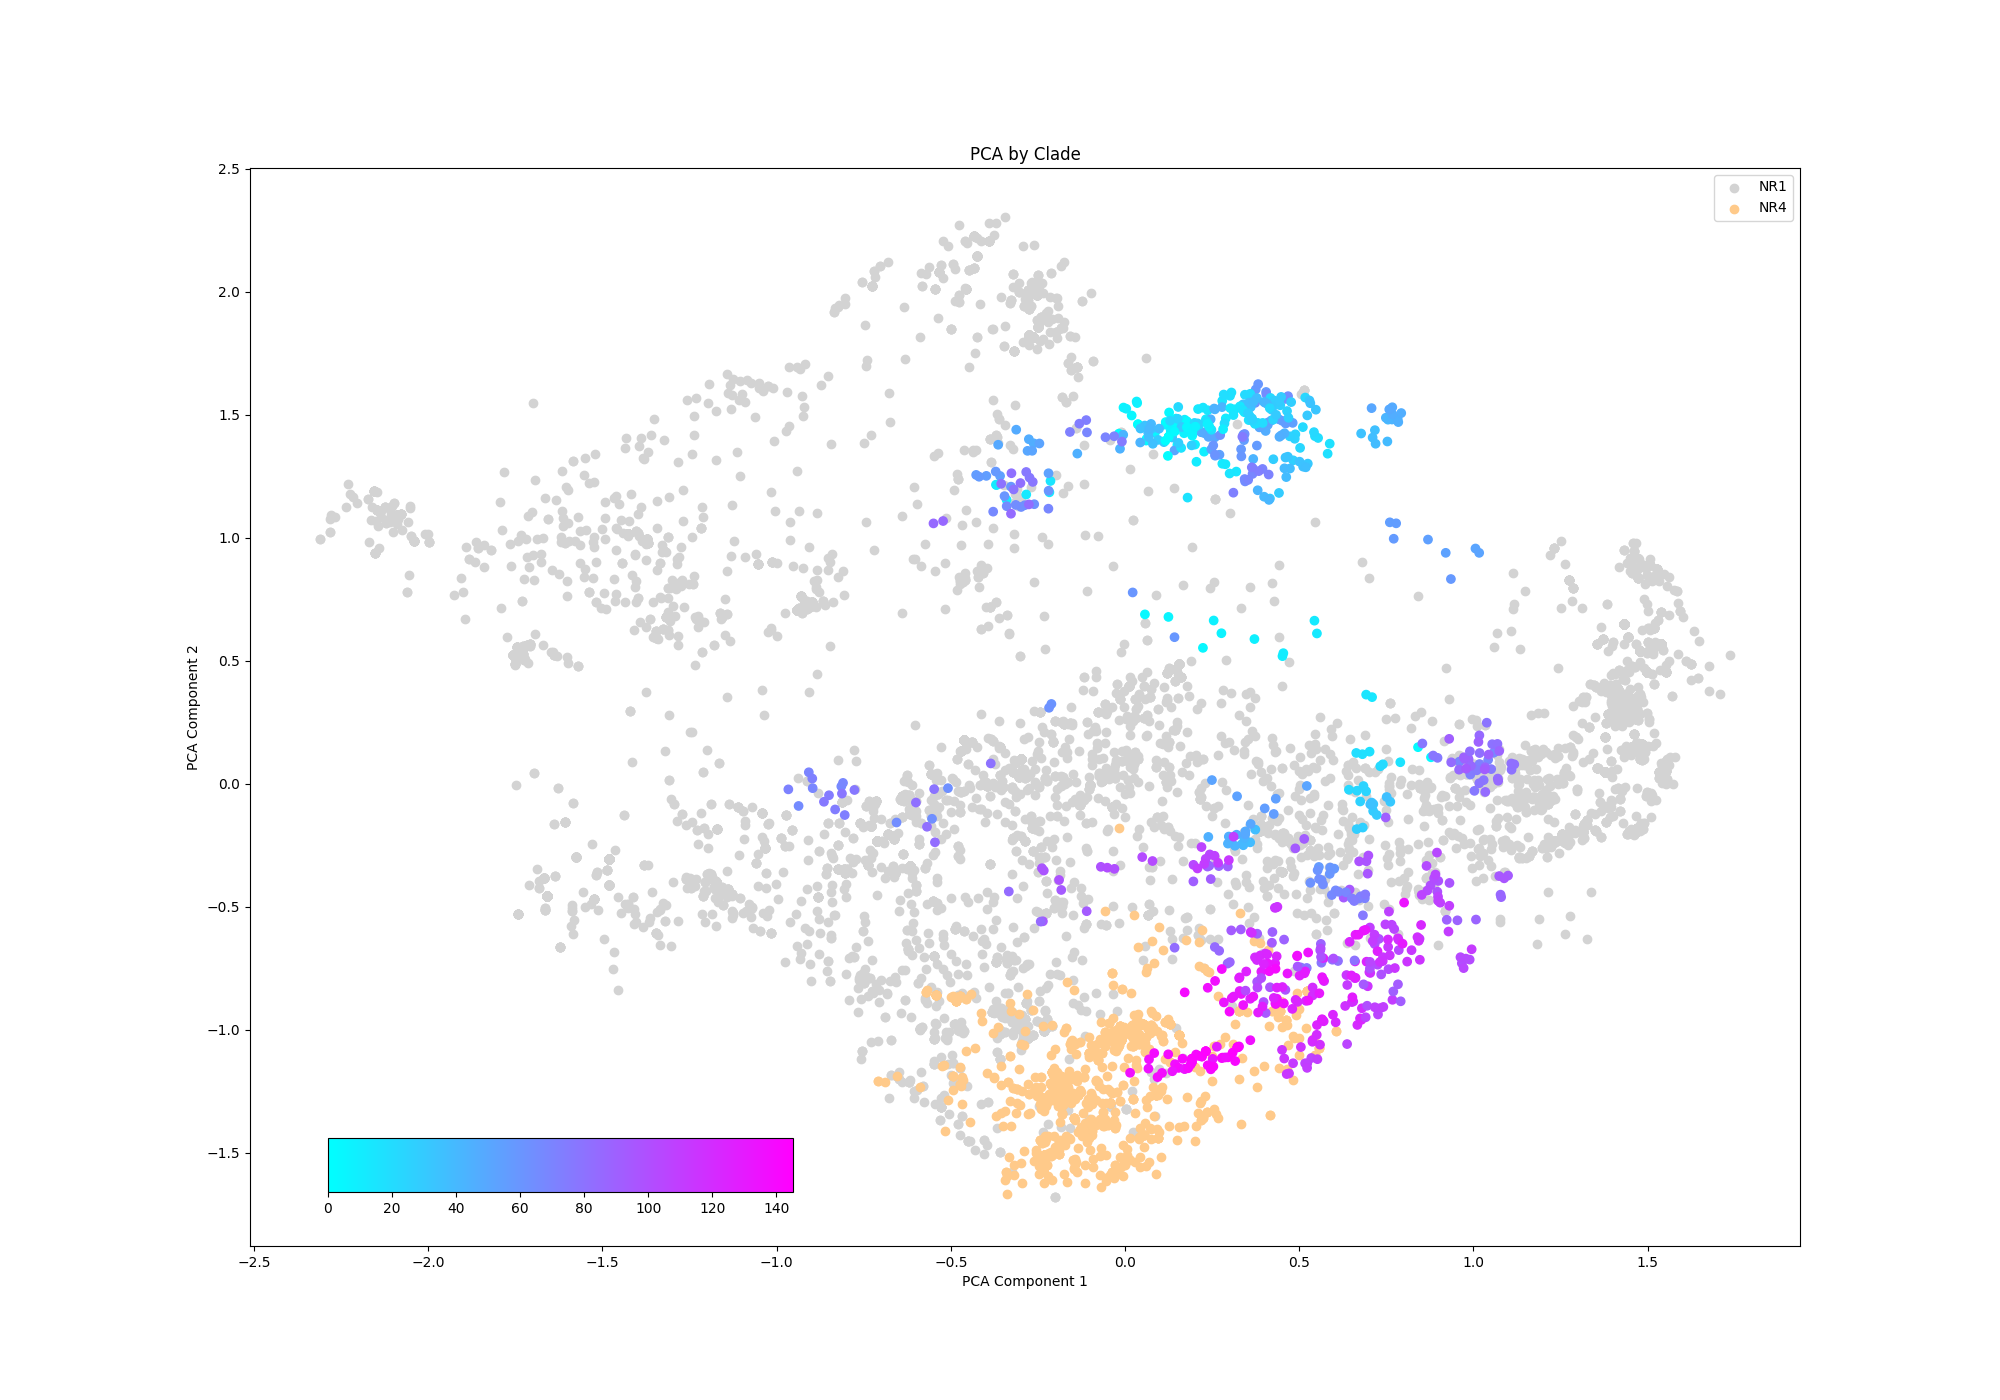 PCA by Clade
NR1
NR4
PCA Component 2
2.5
2.0
1.5
1.0
0.5
0.0
−0.5
−1.0
−1.5
0 20 40 60 80 100 120 140
−2.5 −2.0 −1.5 −1.0 −0.5 0.0 0.5 1.0 1.5
PCA Component 1